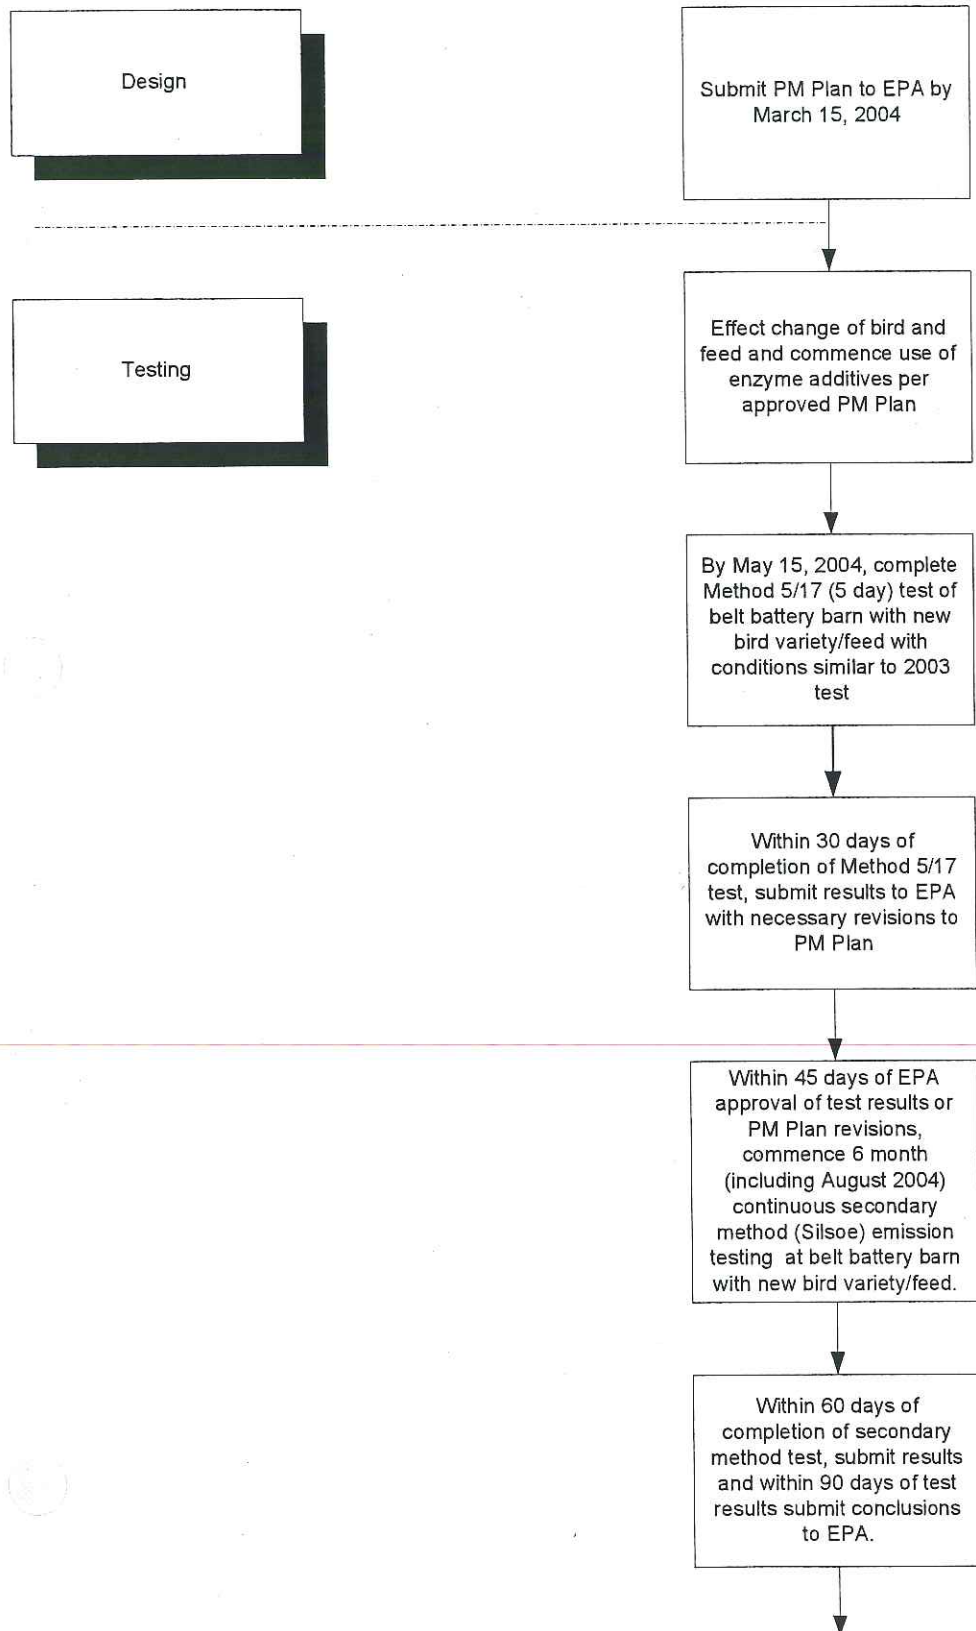 Design
Submit PM Plan to EPA by
March 15, 2004
Testing
Effect change of bird and
feed and commence use of
enzyme additives per
approved PM Plan
By May 15, 2004, complete
Method 5/17 (5 day) test of
belt battery barn with new
bird variety/feed with
conditions similar to 2003
test
Within 30 days of
completion of Method 5/17
test, submit results to EPA
with necessary revisions to
PM Plan
Within 45 days of EPA
approval of test results or
PM Plan revisions,
commence 6 month
(including August 2004)
continuous secondary
method (Silsoe) emission
testing at belt battery barn
with new bird variety/feed.
Within 60 days of
completion of secondary
method test, submit results
and within 90 days of test
results submit conclusions
to EPA.